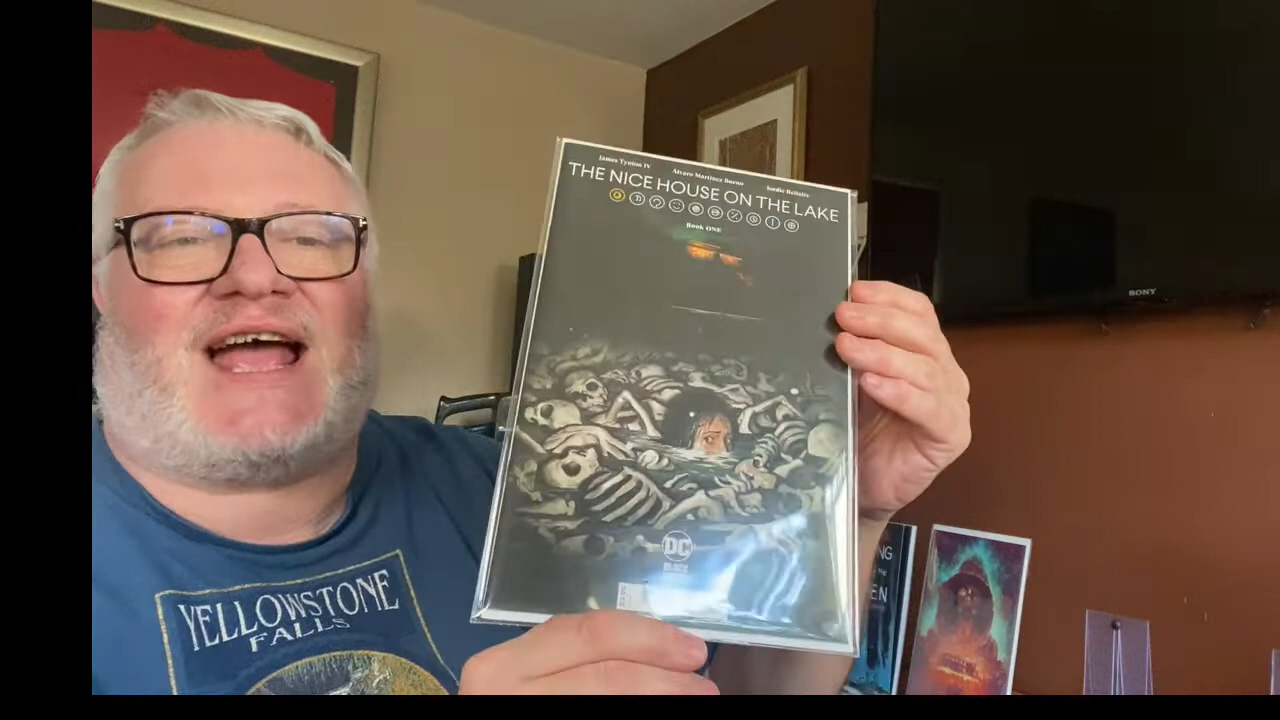 James Tynion IV Álvaro Martínez Bueno Jordie Bellaire
THE NICE HOUSE ON THE LAKE
Book ONE
DC
SONY
YELLOWSTONE
FALLS